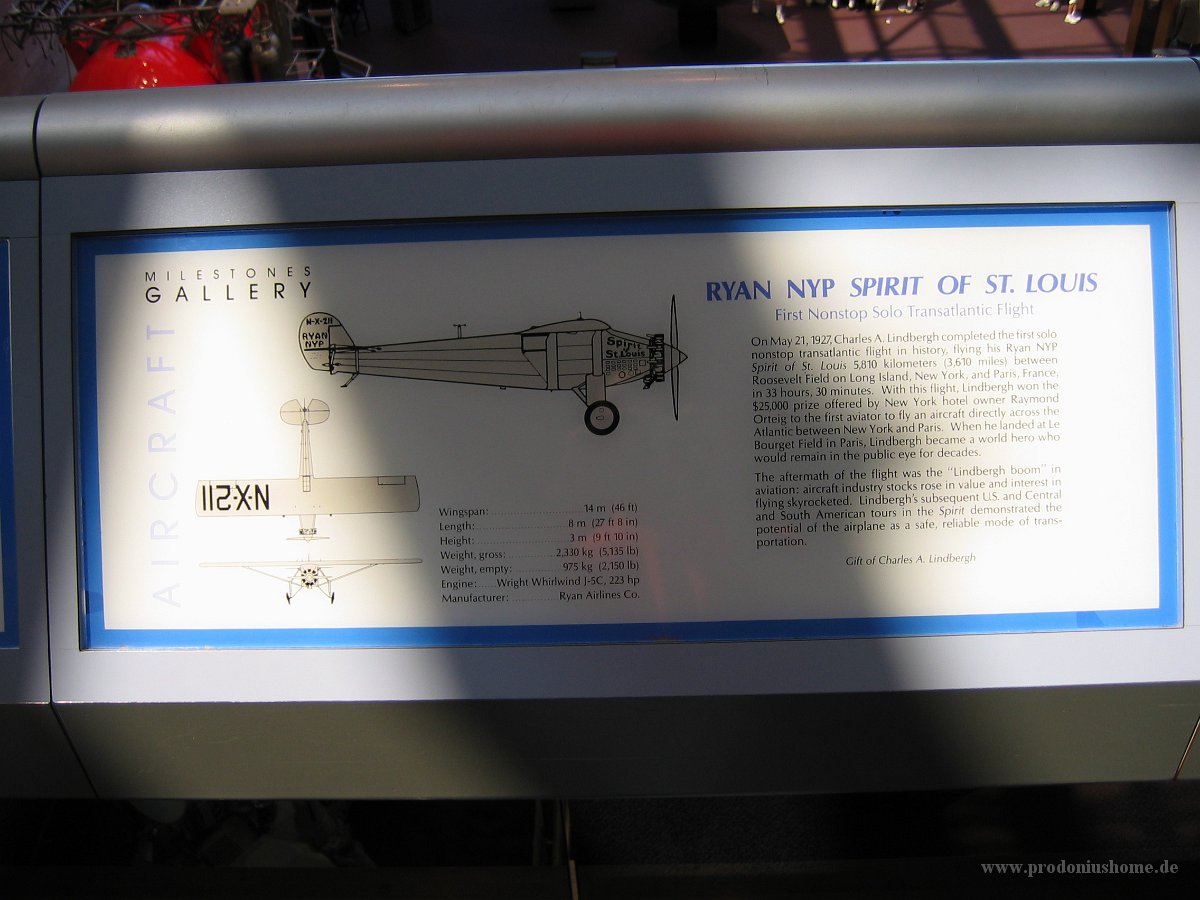 MILESTONES
GALLERY
AIRCRAFT
N-X-211
RYAN
NYP
Spirit
of
St. Louis
N-X-211
Wingspan: 14 m (46 ft)
Length: 8 m (27 ft 8 in)
Height: 3 m (9 ft 10 in)
Weight, gross: 2,330 kg (5,135 lb)
Weight, empty: 975 kg (2,150 lb)
Engine: Wright Whirlwind J-5C, 223 hp
Manufacturer: Ryan Airlines Co.
RYAN NYP SPIRIT OF ST. LOUIS
First Nonstop Solo Transatlantic Flight
On May 21, 1927, Charles A. Lindbergh completed the first solo
nonstop transatlantic flight in history, flying his Ryan NYP
Spirit of St. Louis 5,810 kilometers (3,610 miles) between
Roosevelt Field on Long Island, New York, and Paris, France,
in 33 hours, 30 minutes. With this flight, Lindbergh won the
$25,000 prize offered by New York hotel owner Raymond
Orteig to the first aviator to fly an aircraft directly across the
Atlantic between New York and Paris. When he landed at Le
Bourget Field in Paris, Lindbergh became a world hero who
would remain in the public eye for decades.
The aftermath of the flight was the "Lindbergh boom" in
aviation: aircraft industry stocks rose in value and interest in
flying skyrocketed. Lindbergh's subsequent U.S. and Central
and South American tours in the Spirit demonstrated the
potential of the airplane as a safe, reliable mode of trans-
portation.
Gift of Charles A. Lindbergh
www.prodoniushome.de